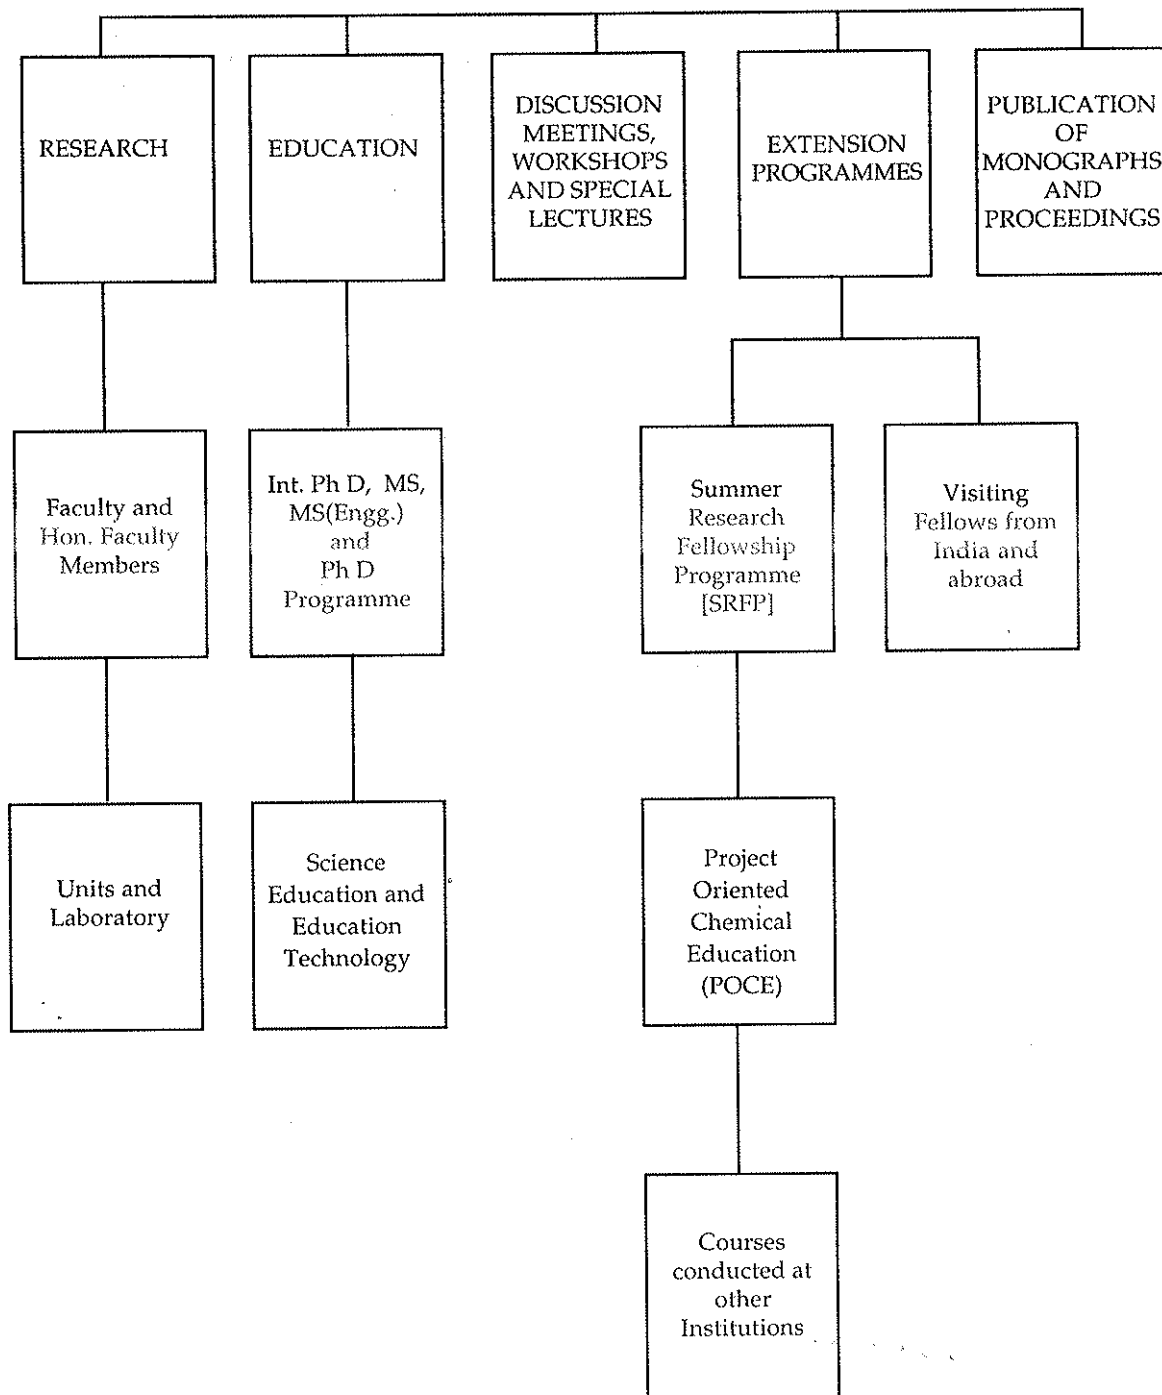 RESEARCH
EDUCATION
DISCUSSION
MEETINGS,
WORKSHOPS
AND SPECIAL
LECTURES
EXTENSION
PROGRAMMES
PUBLICATION
OF
MONOGRAPHS
AND
PROCEEDINGS
Faculty and
Hon. Faculty
Members
Int. Ph D, MS,
MS(Engg.)
and
Ph D
Programme
Summer
Research
Fellowship
Programme
[SRFP]
Visiting
Fellows from
India and
abroad
Units and
Laboratory
Science
Education and
Education
Technology
Project
Oriented
Chemical
Education
(POCE)
Courses
conducted at
other
Institutions